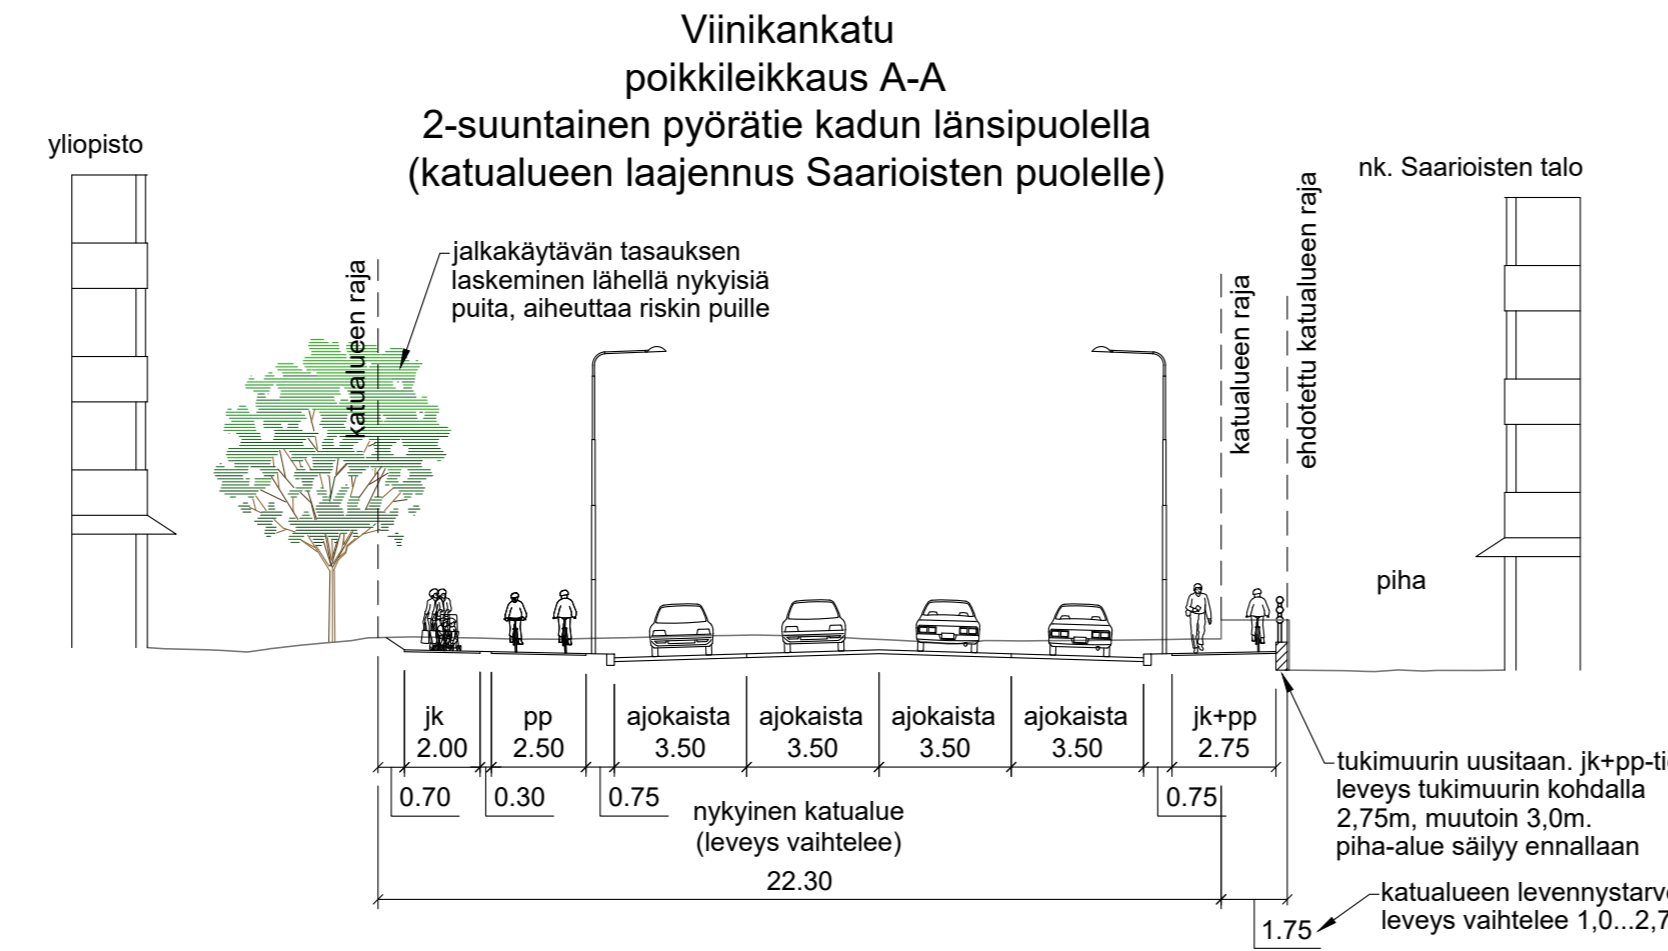 Viinikankatu
poikkileikkaus A-A
2-suuntainen pyörätie kadun länsipuolella
(katualueen laajennus Saarioisten puolelle)
yliopisto
nk. Saarioisten talo
jalkakäytävän tasauksen
laskeminen lähellä nykyisiä
puita, aiheuttaa riskin puille
katualueen raja
katualueen raja
ehdotettu katualueen raja
piha
jk
2.00
pp
2.50
ajokaista
3.50
ajokaista
3.50
ajokaista
3.50
ajokaista
3.50
jk+pp
2.75
0.70
0.30
0.75
0.75
nykyinen katualue
(leveys vaihtelee)
22.30
tukimuurin uusitaan. jk+pp-tie
leveys tukimuurin kohdalla
2,75m, muutoin 3,0m.
piha-alue säilyy ennallaan
katualueen levennystarve
leveys vaihtelee 1,0...2,7
1.75